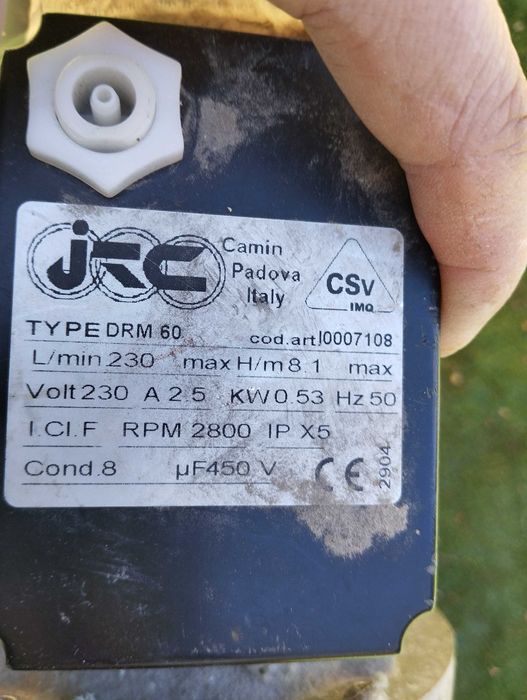 JRC
Camin
Padova
Italy
CSV
IMQ
TYPE DRM 60 cod.art I0007108
L/min 230 max H/m 8.1 max
Volt 230 A 2.5 KW 0.53 Hz 50
I.Cl.F RPM 2800 IP X5
Cond.8 µF450 V CE
2904